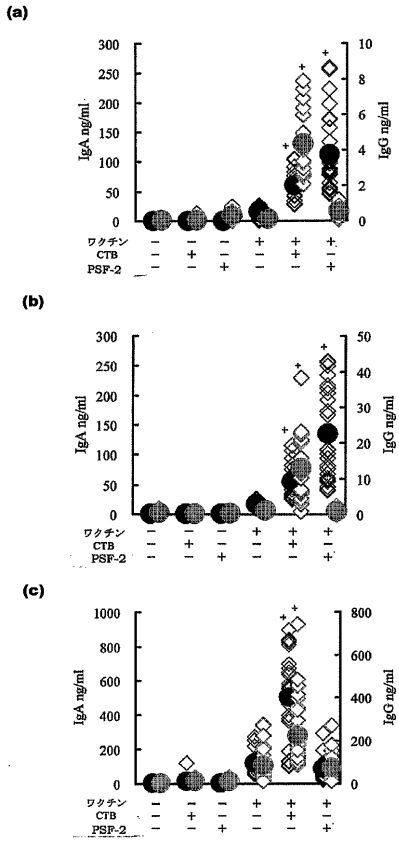 (a)
300
250
200
150
100
50
0
IgA ng/ml
10
8
6
4
2
0
IgG ng/ml
+
+
+
ワクチン − − − + + +
CTB − + − − + −
PSF-2 − − + − − +
(b)
300
250
200
150
100
50
0
IgA ng/ml
50
40
30
20
10
0
IgG ng/ml
+
+
+
ワクチン − − − + + +
CTB − + − − + −
PSF-2 − − + − − +
(c)
1000
800
600
400
200
0
IgA ng/ml
800
600
400
200
0
IgG ng/ml
+
+
ワクチン − − − + + +
CTB − + − − + −
PSF-2 − − + − − +